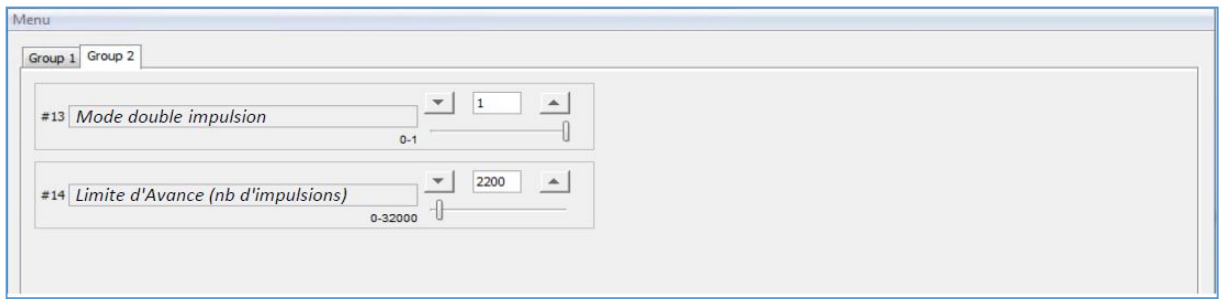 Menu
Group 1 Group 2
#13 Mode double impulsion 1
0-1
#14 Limite d'Avance (nb d'impulsions) 2200
0-32000